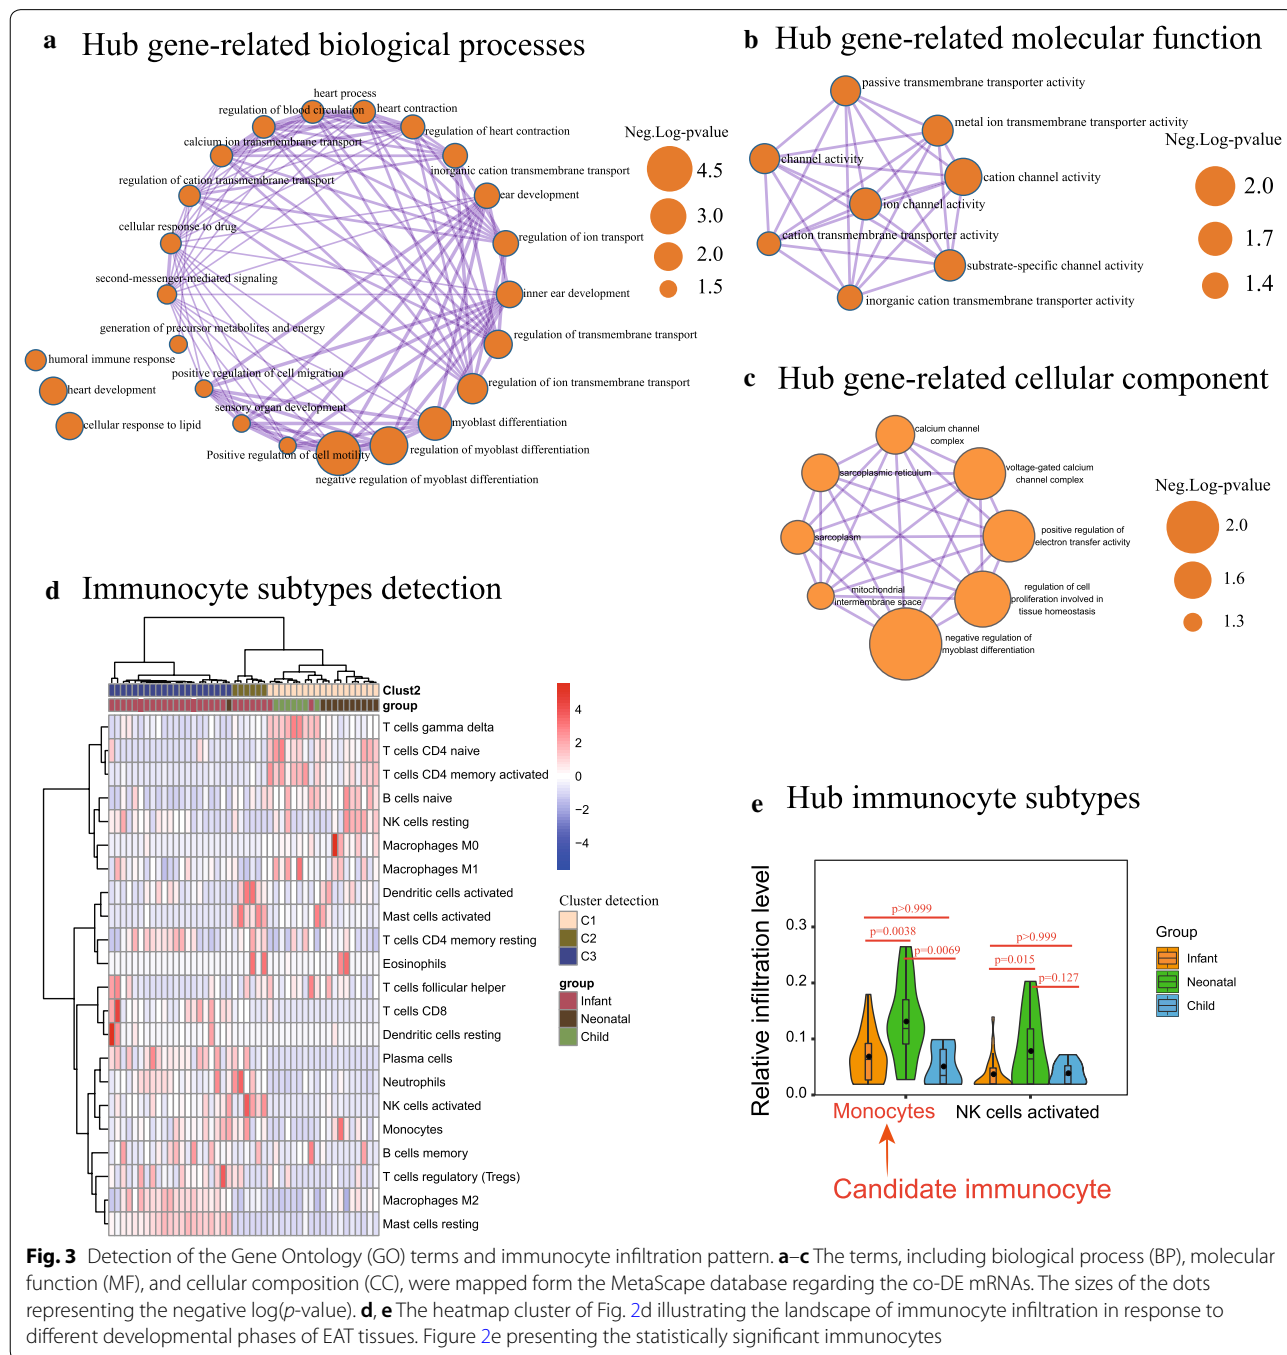 a Hub gene-related biological processes
heart process
regulation of blood circulation
heart contraction
regulation of heart contraction
calcium ion transmembrane transport
inorganic cation transmembrane transport
regulation of cation transmembrane transport
ear development
cellular response to drug
regulation of ion transport
second-messenger-mediated signaling
inner ear development
generation of precursor metabolites and energy
regulation of transmembrane transport
humoral immune response
positive regulation of cell migration
regulation of ion transmembrane transport
heart development
sensory organ development
myoblast differentiation
cellular response to lipid
Positive regulation of cell motility
regulation of myoblast differentiation
negative regulation of myoblast differentiation
Neg.Log-pvalue
4.5
3.0
2.0
1.5
b Hub gene-related molecular function
passive transmembrane transporter activity
metal ion transmembrane transporter activity
channel activity
cation channel activity
ion channel activity
cation transmembrane transporter activity
substrate-specific channel activity
inorganic cation transmembrane transporter activity
Neg.Log-pvalue
2.0
1.7
1.4
c Hub gene-related cellular component
calcium channel
complex
sarcoplasmic reticulum
voltage-gated calcium
channel complex
sarcoplasm
positive regulation of
electron transfer activity
mitochondrial
intermembrane space
regulation of cell
proliferation involved in
tissue homeostasis
negative regulation of
myoblast differentiation
Neg.Log-pvalue
2.0
1.6
1.3
d Immunocyte subtypes detection
Clust2
group
T cells gamma delta
T cells CD4 naive
T cells CD4 memory activated
B cells naive
NK cells resting
Macrophages M0
Macrophages M1
Dendritic cells activated
Mast cells activated
T cells CD4 memory resting
Eosinophils
T cells follicular helper
T cells CD8
Dendritic cells resting
Plasma cells
Neutrophils
NK cells activated
Monocytes
B cells memory
T cells regulatory (Tregs)
Macrophages M2
Mast cells resting
4
2
0
−2
−4
Cluster detection
C1
C2
C3
group
Infant
Neonatal
Child
e Hub immunocyte subtypes
Relative infiltration level
0.3
0.2
0.1
0.0
p>0.999
p=0.0038
p=0.0069
p>0.999
p=0.015
p=0.127
Monocytes NK cells activated
Candidate immunocyte
Group
Infant
Neonatal
Child
Fig. 3 Detection of the Gene Ontology (GO) terms and immunocyte infiltration pattern. a–c The terms, including biological process (BP), molecular
function (MF), and cellular composition (CC), were mapped form the MetaScape database regarding the co-DE mRNAs. The sizes of the dots
representing the negative log(p-value). d, e The heatmap cluster of Fig. 2d illustrating the landscape of immunocyte infiltration in response to
different developmental phases of EAT tissues. Figure 2e presenting the statistically significant immunocytes